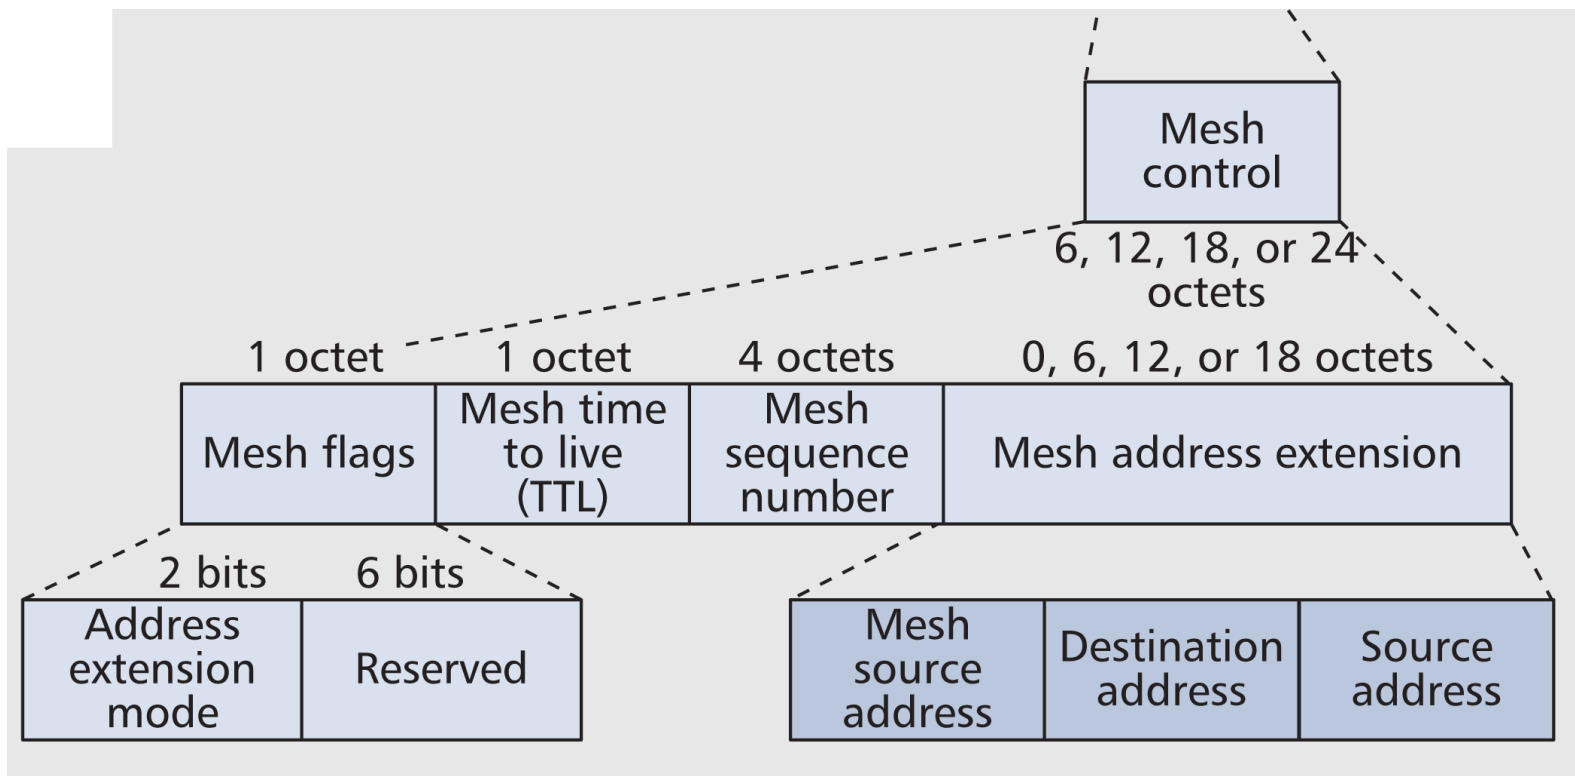 Mesh
control
6, 12, 18, or 24
octets
1 octet
1 octet
4 octets
0, 6, 12, or 18 octets
Mesh flags
Mesh time
to live
(TTL)
Mesh
sequence
number
Mesh address extension
2 bits
6 bits
Address
extension
mode
Reserved
Mesh
source
address
Destination
address
Source
address